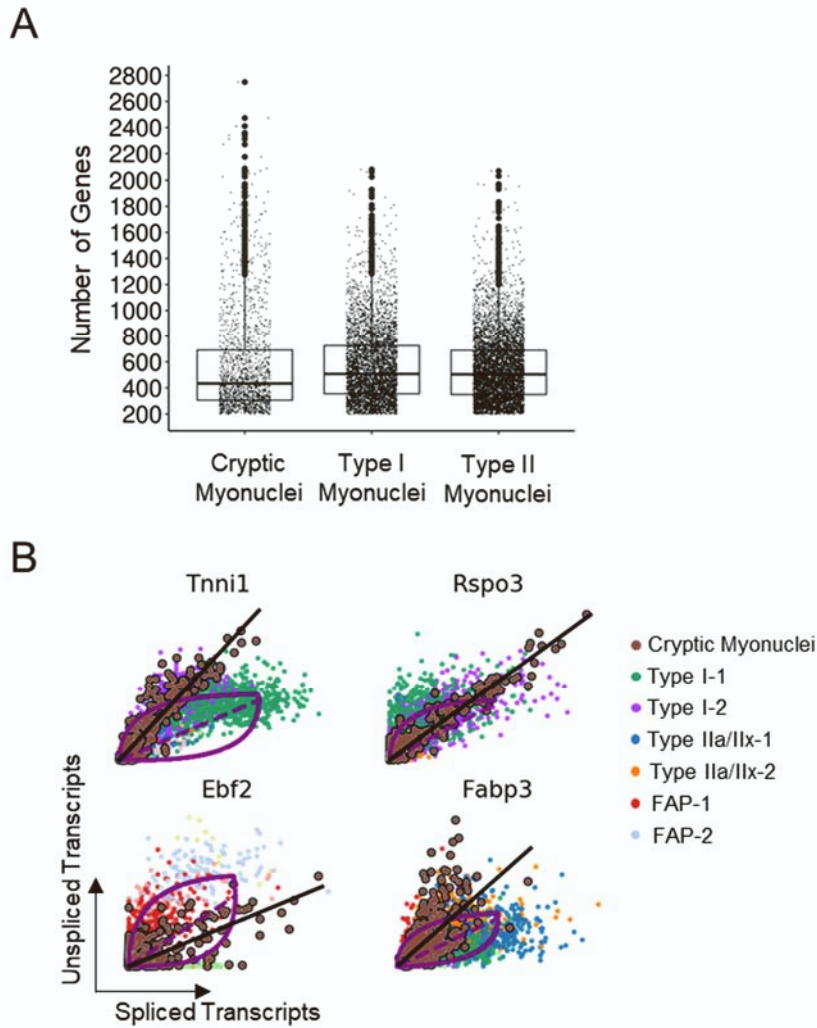 A
2800
2600
2400
2200
2000
1800
1600
1400
1200
1000
800
600
400
200
Number of Genes
Cryptic
Myonuclei
Type I
Myonuclei
Type II
Myonuclei
B
Tnni1
Rspo3
Ebf2
Fabp3
Unspliced Transcripts
Spliced Transcripts
Cryptic Myonuclei
Type I-1
Type I-2
Type IIa/IIx-1
Type IIa/IIx-2
FAP-1
FAP-2